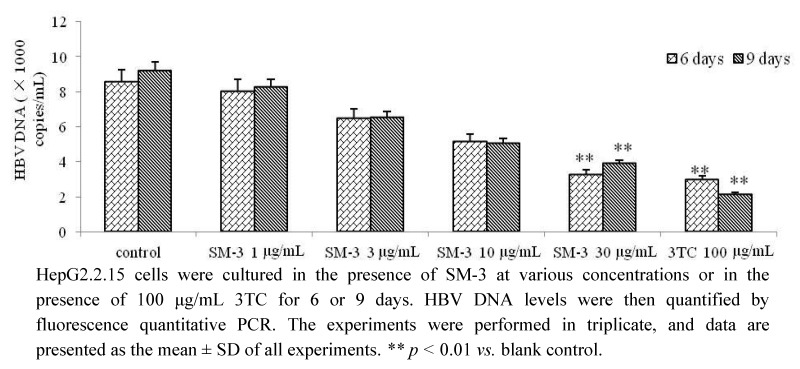 12
10
8
6
4
2
0
HBV DNA ( × 1000
copies/mL)
6 days
9 days
**
**
**
**
control
SM-3 1 μg/mL
SM-3 3 μg/mL
SM-3 10 μg/mL
SM-3 30 μg/mL
3TC 100 μg/mL
HepG2.2.15 cells were cultured in the presence of SM-3 at various concentrations or in the
presence of 100 μg/mL 3TC for 6 or 9 days. HBV DNA levels were then quantified by
fluorescence quantitative PCR. The experiments were performed in triplicate, and data are
presented as the mean ± SD of all experiments. ** p < 0.01 vs. blank control.